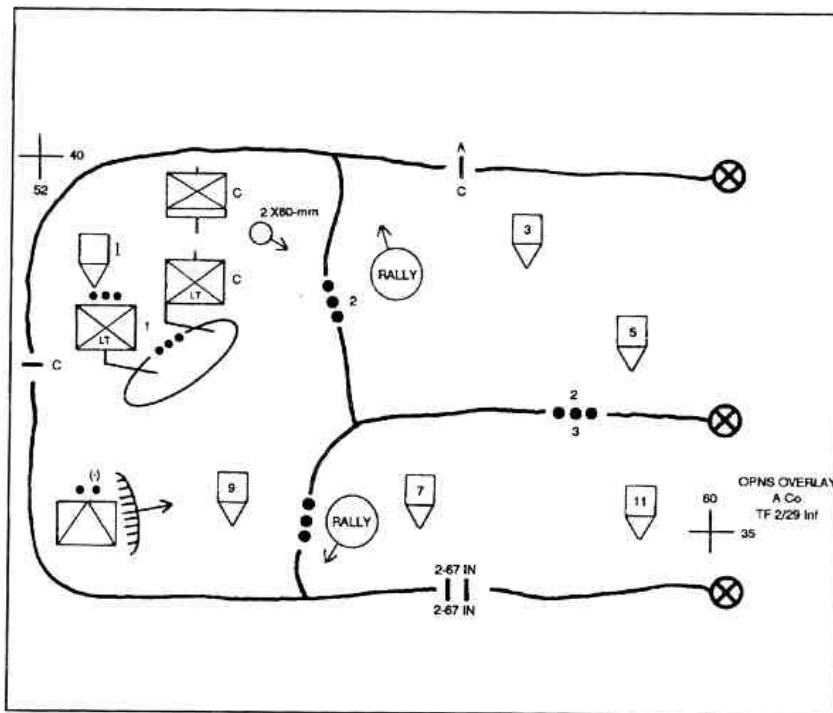 A
40
C
52
C
2 X60-mm
3
1
RALLY
C
2
LT
1
LT
5
C
2
3
(-)
9
7
11
OPNS OVERLAY
A Co
TF 2/29 Inf
60
35
RALLY
2-67 IN
2-67 IN